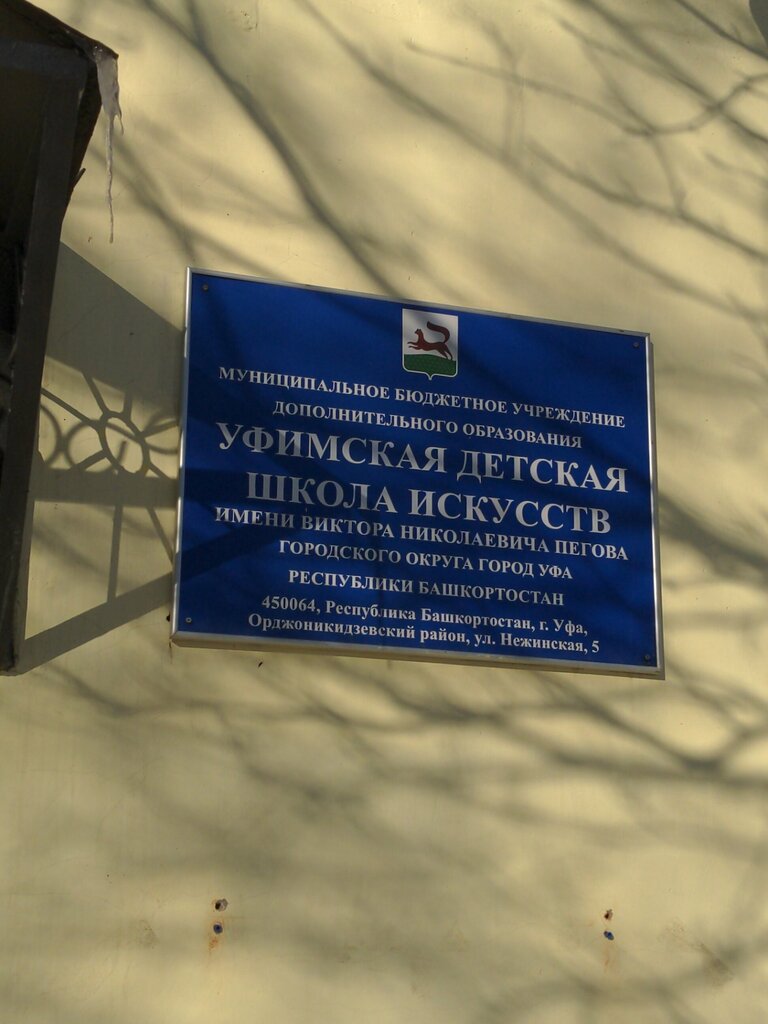 МУНИЦИПАЛЬНОЕ БЮДЖЕТНОЕ УЧРЕЖДЕНИЕ
ДОПОЛНИТЕЛЬНОГО ОБРАЗОВАНИЯ
УФИМСКАЯ ДЕТСКАЯ
ШКОЛА ИСКУССТВ
ИМЕНИ ВИКТОРА НИКОЛАЕВИЧА ПЕГОВА
ГОРОДСКОГО ОКРУГА ГОРОД УФА
РЕСПУБЛИКИ БАШКОРТОСТАН
450064, Республика Башкортостан, г. Уфа,
Орджоникидзевский район, ул. Нежинская, 5